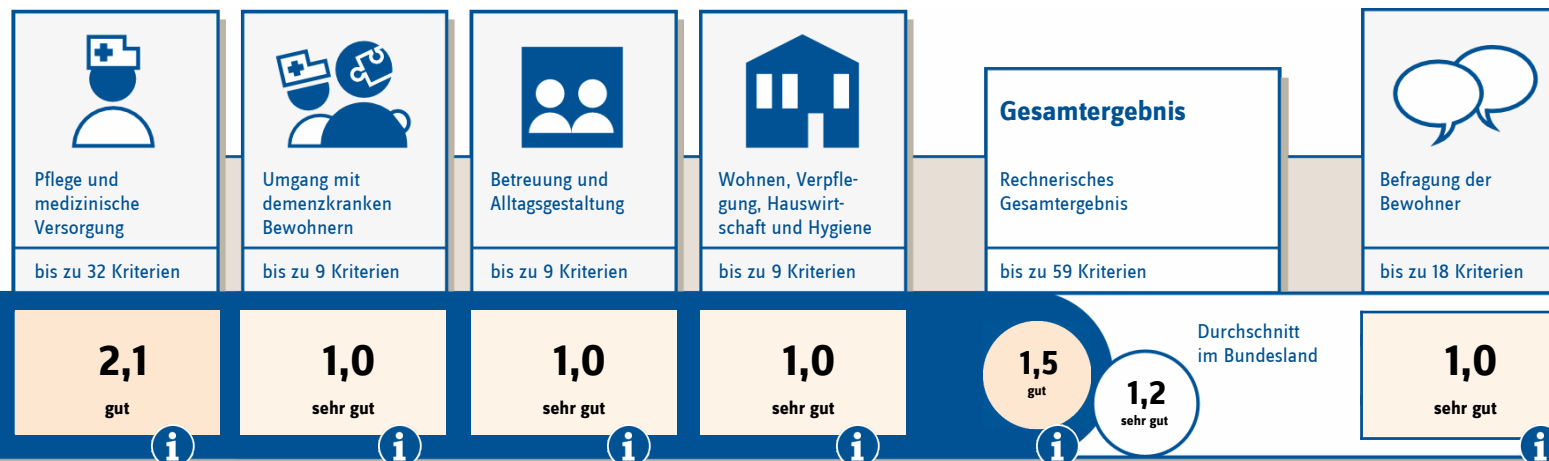 Pflege und
medizinische
Versorgung
bis zu 32 Kriterien
2,1
gut
i
Umgang mit
demenzkranken
Bewohnern
bis zu 9 Kriterien
1,0
sehr gut
i
Betreuung und
Alltagsgestaltung
bis zu 9 Kriterien
1,0
sehr gut
i
Wohnen, Verpfle-
gung, Hauswirt-
schaft und Hygiene
bis zu 9 Kriterien
1,0
sehr gut
i
Gesamtergebnis
Rechnerisches
Gesamtergebnis
bis zu 59 Kriterien
1,5
gut
i
1,2
sehr gut
Durchschnitt
im Bundesland
Befragung der
Bewohner
bis zu 18 Kriterien
1,0
sehr gut
i